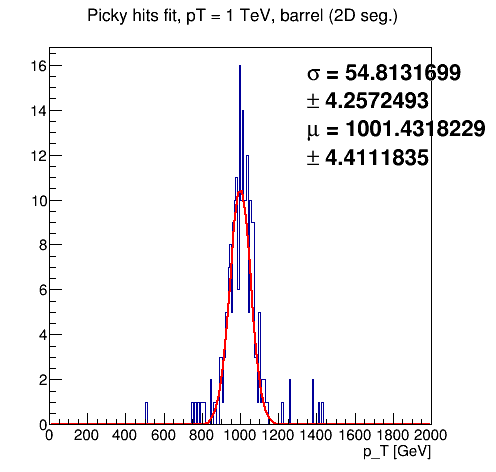 Picky hits fit, pT = 1 TeV, barrel (2D seg.)
σ = 54.8131699
± 4.2572493
μ = 1001.4318229
± 4.4111835
16
14
12
10
8
6
4
2
0
0 200 400 600 800 1000 1200 1400 1600 1800 2000
p_T [GeV]